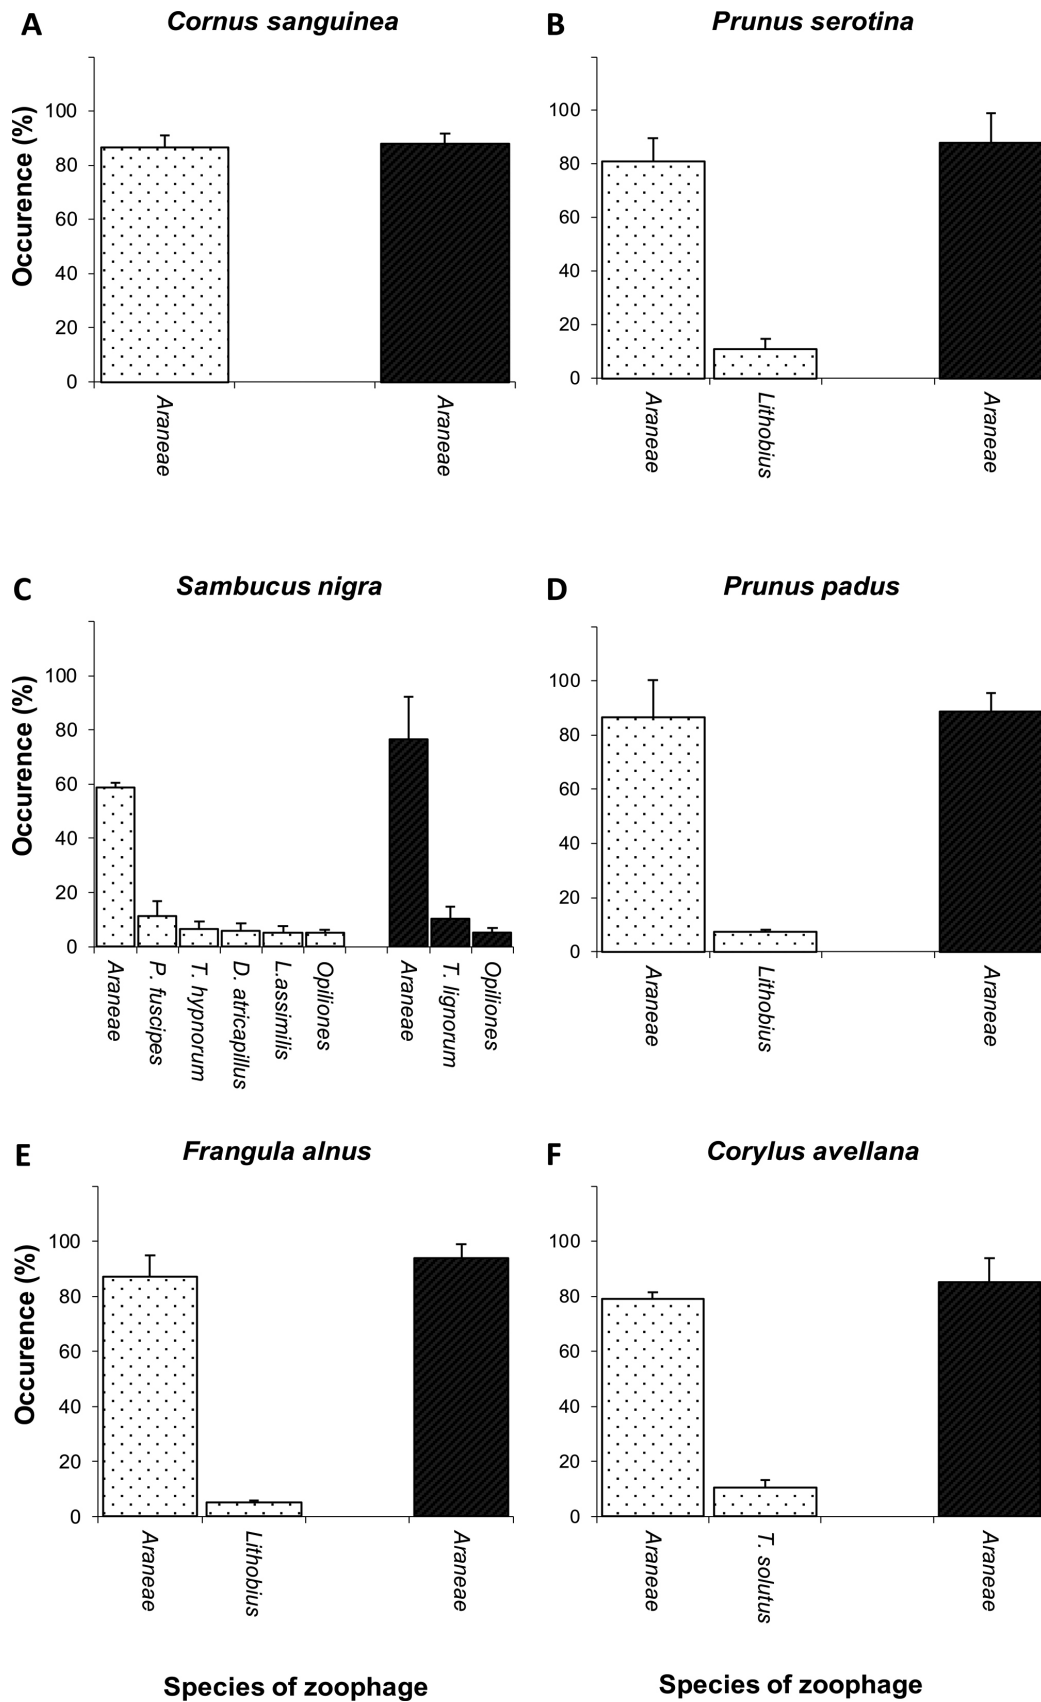 A
Cornus sanguinea
Occurence (%)
100
80
60
40
20
0
Araneae
Araneae
B
Prunus serotina
100
80
60
40
20
0
Araneae
Lithobius
Araneae
C
Sambucus nigra
Occurence (%)
100
80
60
40
20
0
Araneae
P. fuscipes
T. hypnorum
D. atricapillus
L.assimilis
Opiliones
Araneae
T. lignorum
Opiliones
D
Prunus padus
100
80
60
40
20
0
Araneae
Lithobius
Araneae
E
Frangula alnus
Occurence (%)
100
80
60
40
20
0
Araneae
Lithobius
Araneae
Species of zoophage
F
Corylus avellana
100
80
60
40
20
0
Araneae
T. solutus
Araneae
Species of zoophage